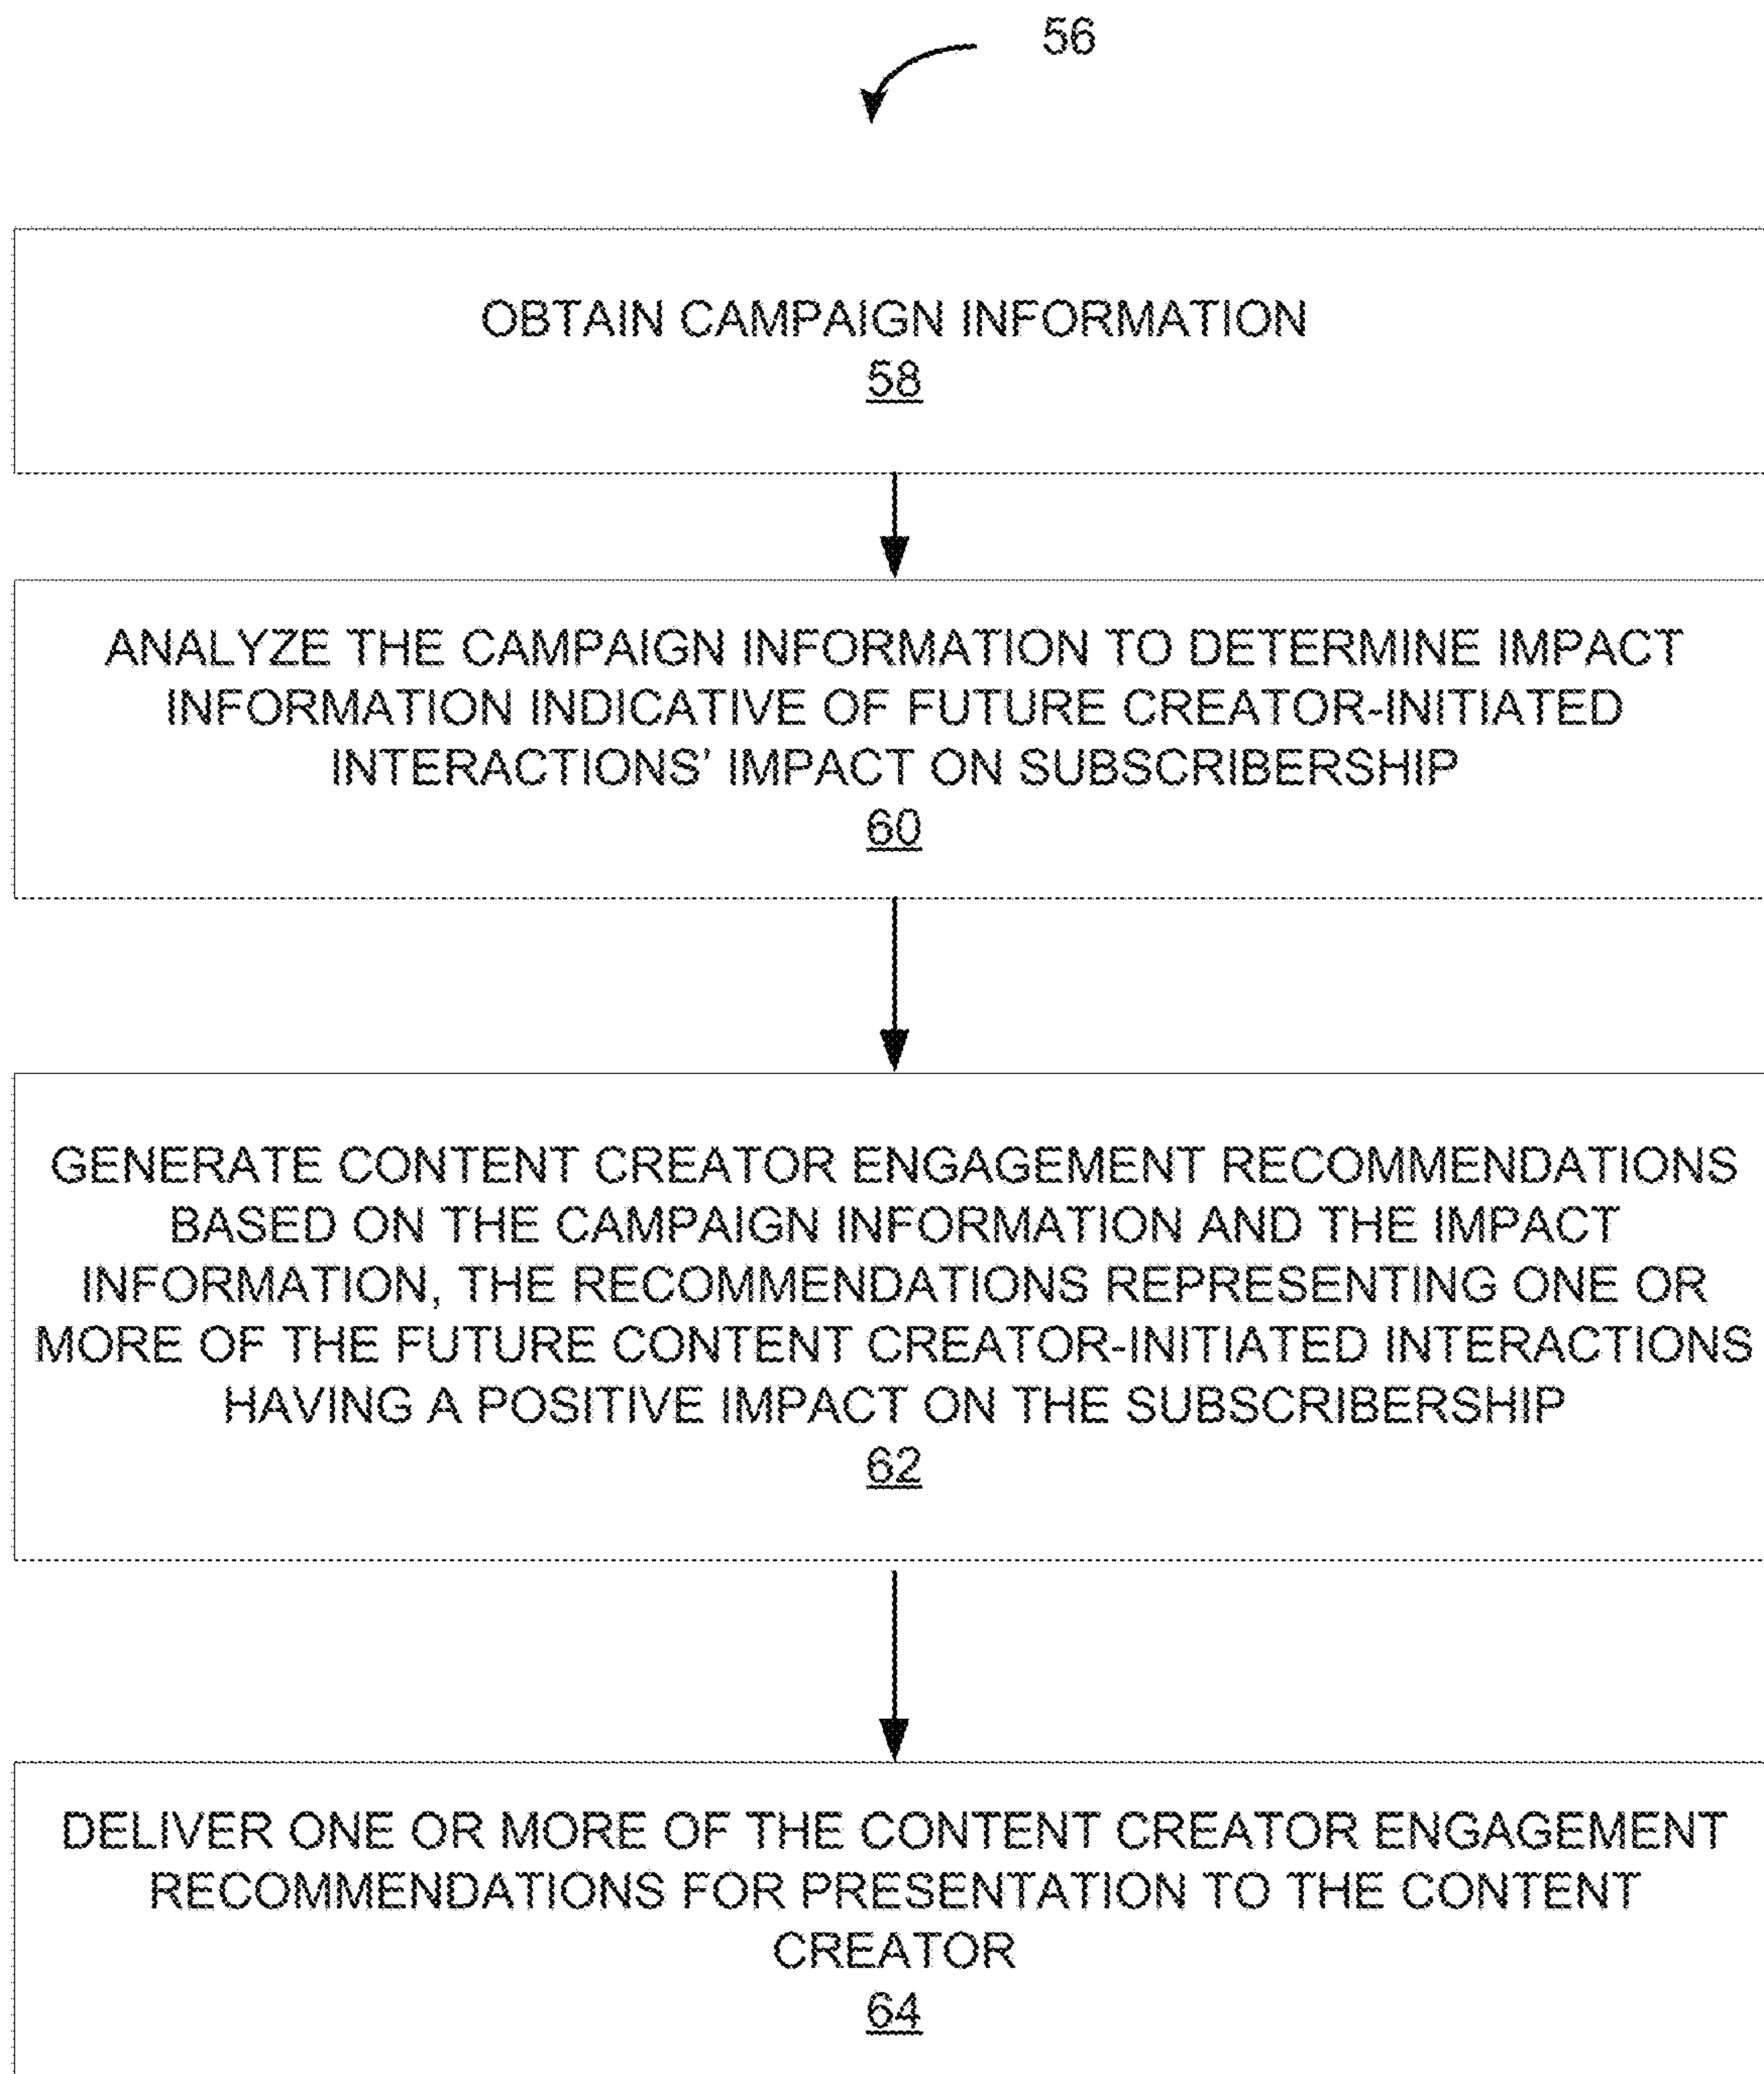 56
OBTAIN CAMPAIGN INFORMATION
58
ANALYZE THE CAMPAIGN INFORMATION TO DETERMINE IMPACT
INFORMATION INDICATIVE OF FUTURE CREATOR-INITIATED
INTERACTIONS’ IMPACT ON SUBSCRIBERSHIP
60
GENERATE CONTENT CREATOR ENGAGEMENT RECOMMENDATIONS
BASED ON THE CAMPAIGN INFORMATION AND THE IMPACT
INFORMATION, THE RECOMMENDATIONS REPRESENTING ONE OR
MORE OF THE FUTURE CONTENT CREATOR-INITIATED INTERACTIONS
HAVING A POSITIVE IMPACT ON THE SUBSCRIBERSHIP
62
DELIVER ONE OR MORE OF THE CONTENT CREATOR ENGAGEMENT
RECOMMENDATIONS FOR PRESENTATION TO THE CONTENT
CREATOR
64